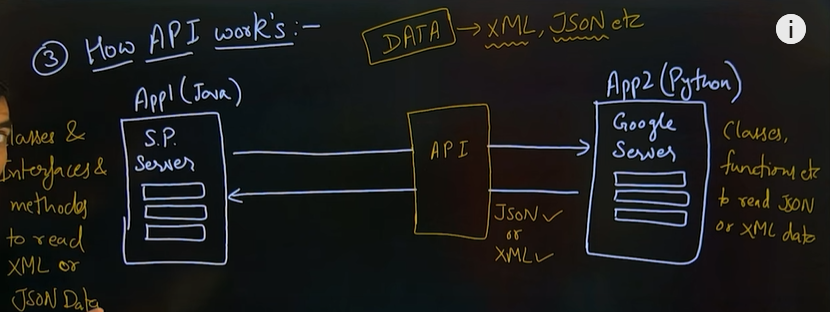 ③ How API work's :-
DATA → XML, JSON etc
App1 (Java)
S.P.
Server
lasses &
Interfaces &
methods
to read
XML or
JSON Data
API
JSON ✓
or
XML ✓
App2 (Python)
Google
Server
Classes,
functions etc
to read JSON
or XML data
i